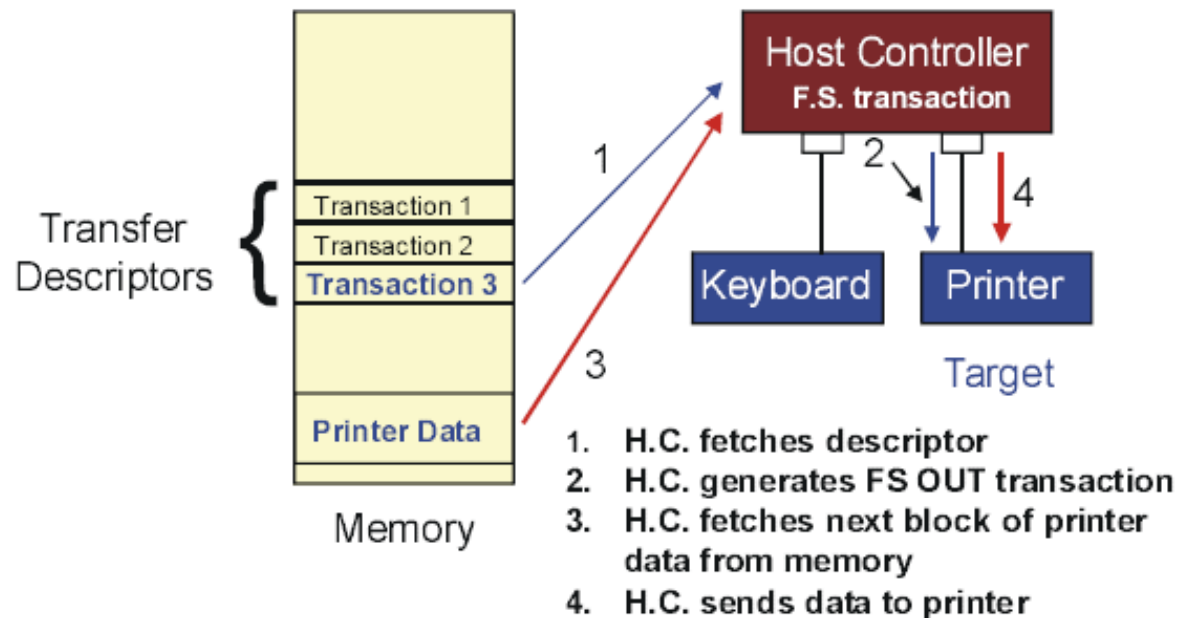 Host Controller
F.S. transaction
1
2
4
Transaction 1
Transfer
Descriptors
{
Transaction 2
Transaction 3
Keyboard
Printer
3
Target
Printer Data
Memory
1. H.C. fetches descriptor
2. H.C. generates FS OUT transaction
3. H.C. fetches next block of printer
data from memory
4. H.C. sends data to printer